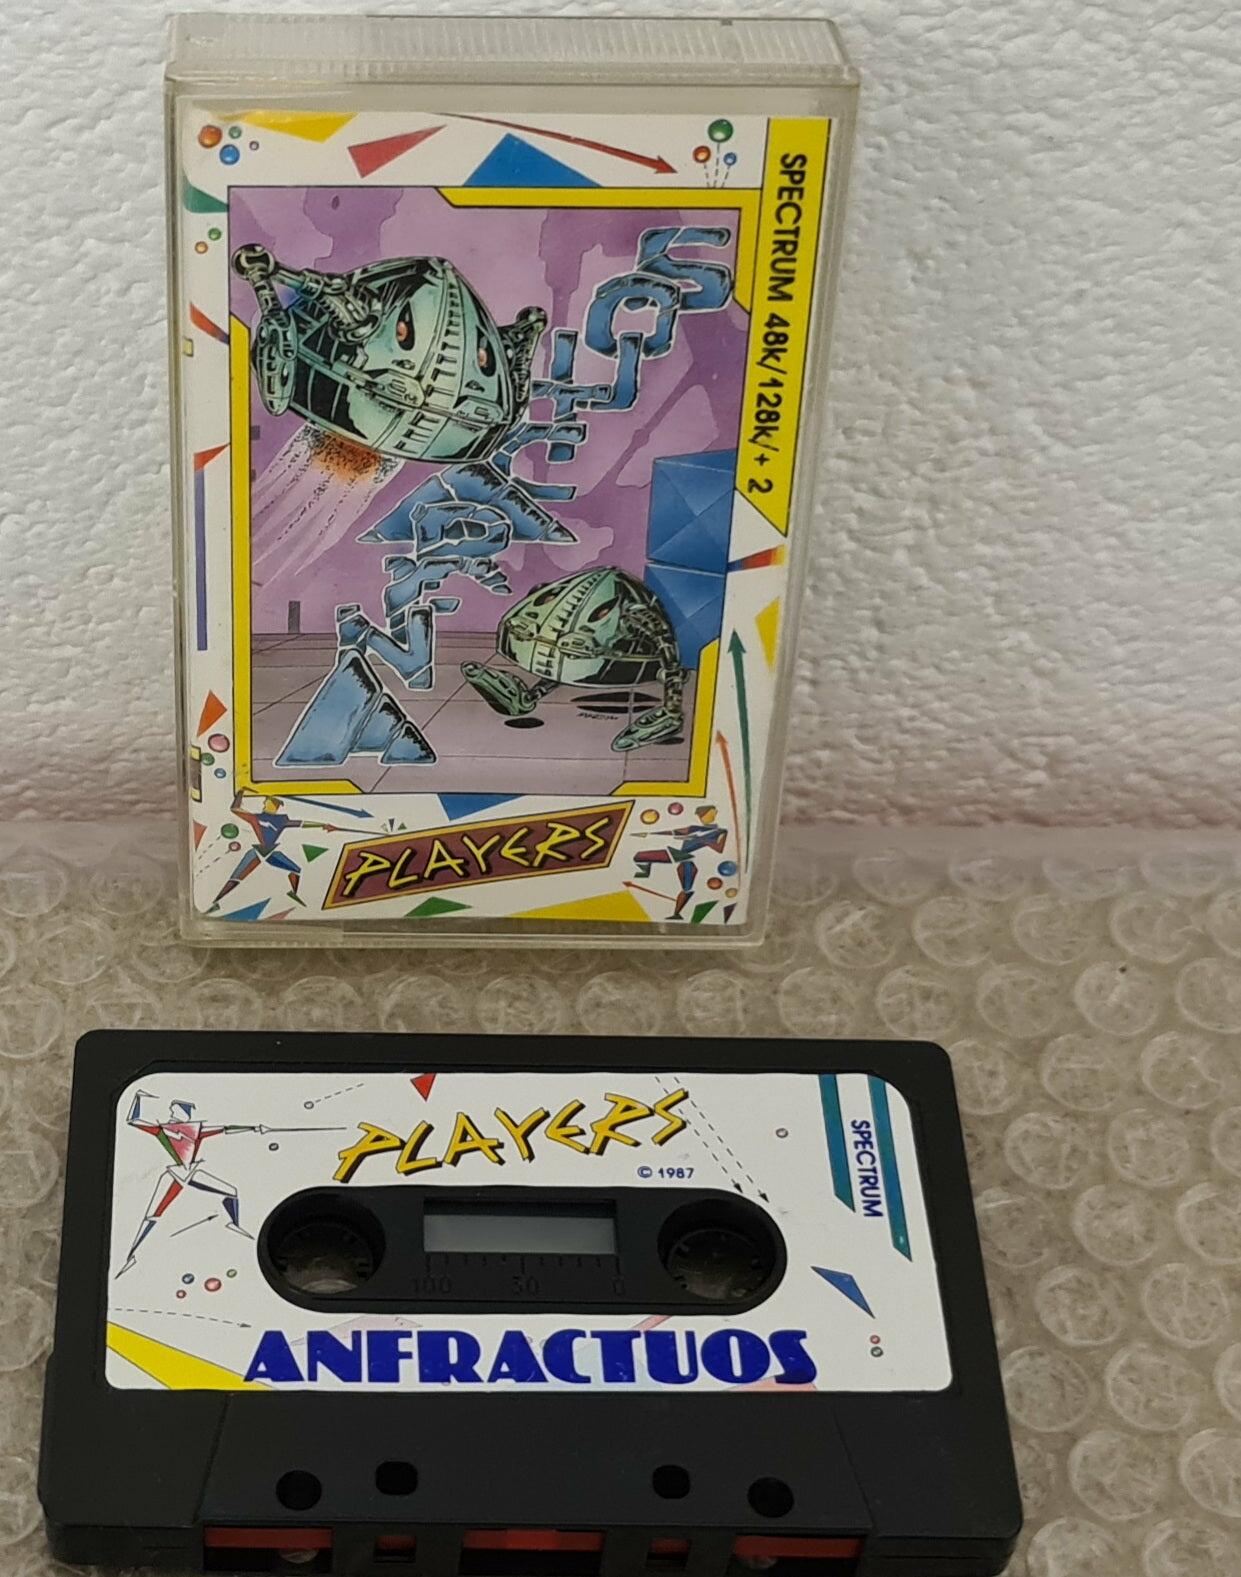 SPECTRUM 48k/128k/+2
ANFRACTUOS
PLAYERS
PLAYERS
© 1987
SPECTRUM
100 50 0
ANFRACTUOS